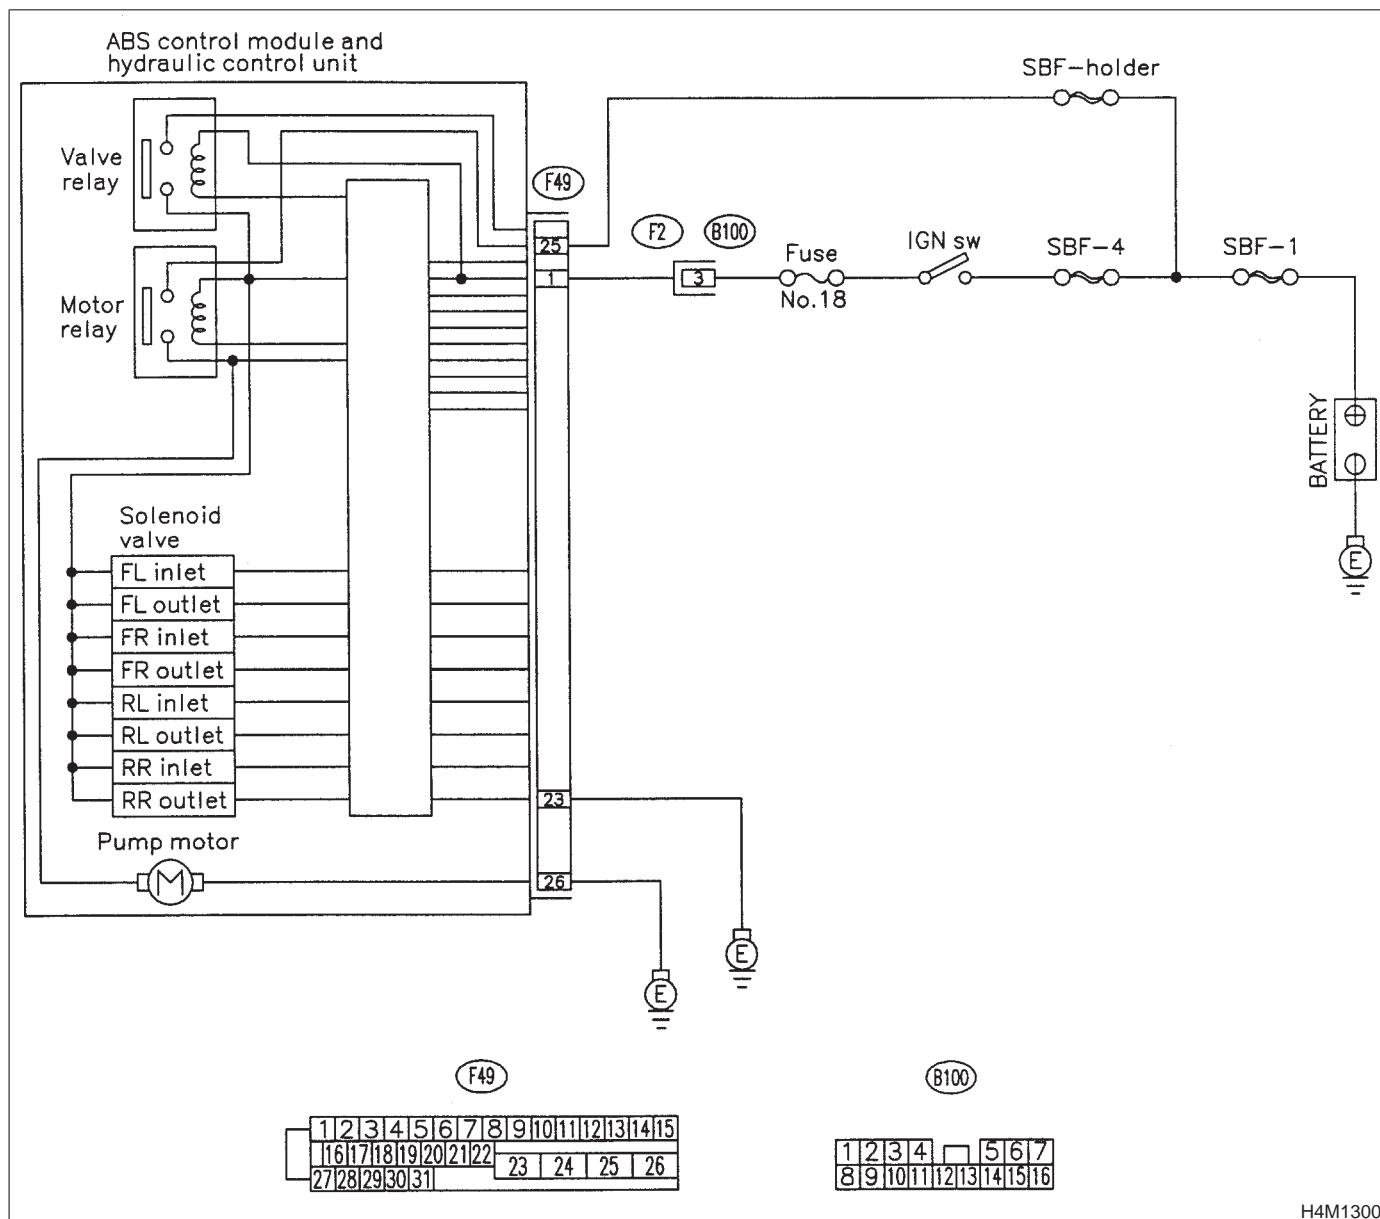 ABS control module and
hydraulic control unit
SBF-holder
Valve
relay
F49
25
F2
B100
Fuse
No.18
IGN sw
SBF-4
SBF-1
1
3
Motor
relay
BATTERY
E
Solenoid
valve
FL inlet
FL outlet
FR inlet
FR outlet
RL inlet
RL outlet
RR inlet
RR outlet
23
Pump motor
M
26
E
E
F49
1 2 3 4 5 6 7 8 9 10 11 12 13 14 15
16 17 18 19 20 21 22
23 24 25 26
27 28 29 30 31
B100
1 2 3 4 5 6 7
8 9 10 11 12 13 14 15 16
H4M1300